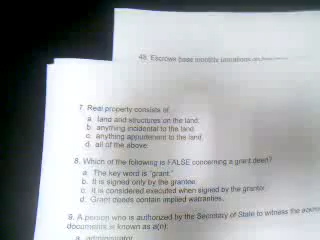 48. Escrows base monthly
7. Real property consists of
a. land and structures on the land.
b. anything incidental to the land.
c. anything appurtenant to the land.
d. all of the above.
8. Which of the following is FALSE concerning a grant deed?
a. The key word is "grant."
b. It is signed only by the grantee.
c. It is considered executed when signed by the grantor.
d. Grant deeds contain implied warranties.
9. A person who is authorized by the Secretary of State to witness the
documents is known as a(n)
a. administrator